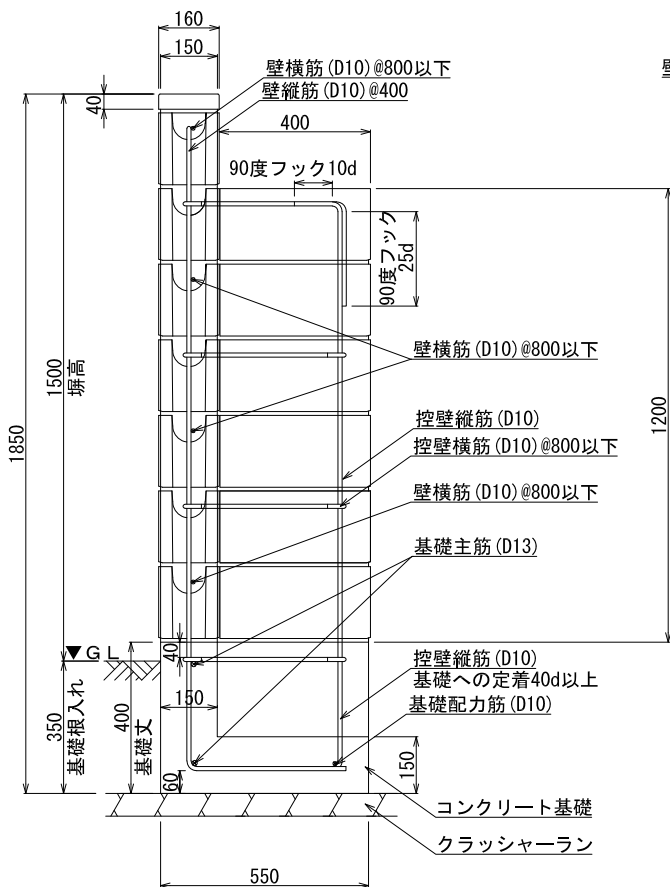 160
150
壁横筋(D10)@800以下
壁
壁縦筋(D10)@400
40
400
90度フック10d
90度フック
25d
壁横筋(D10)@800以下
1500
塀高
1850
1200
控壁縦筋(D10)
控壁横筋(D10)@800以下
壁横筋(D10)@800以下
基礎主筋(D13)
▼GL
40
控壁縦筋(D10)
基礎への定着40d以上
基礎配力筋(D10)
150
350
基礎根入れ
400
基礎丈
60
150
コンクリート基礎
クラッシャーラン
550